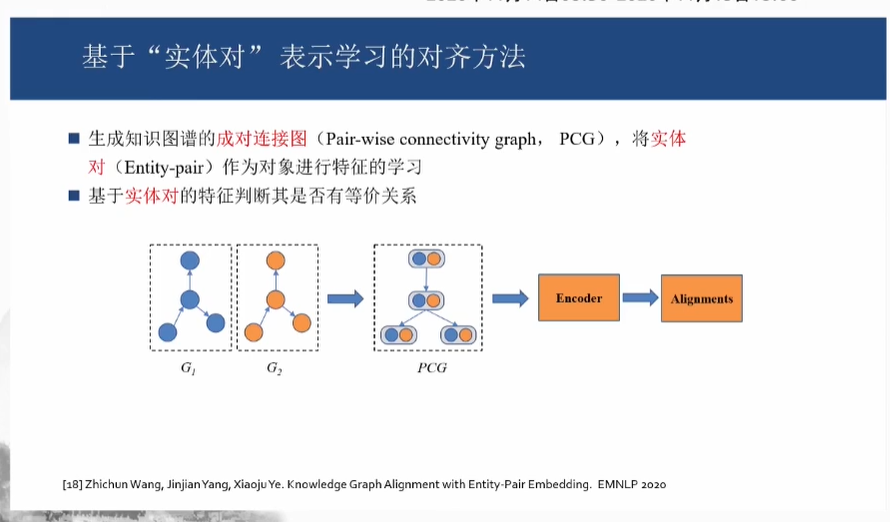 基于“实体对” 表示学习的对齐方法
■ 生成知识图谱的成对连接图（Pair-wise connectivity graph， PCG），将实体
对（Entity-pair）作为对象进行特征的学习
■ 基于实体对的特征判断其是否有等价关系
Encoder
Alignments
G1
G2
PCG
[18] Zhichun Wang, Jinjian Yang, Xiaoju Ye. Knowledge Graph Alignment with Entity-Pair Embedding. EMNLP 2020